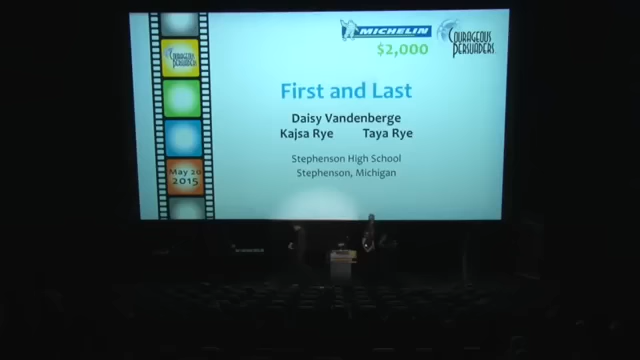 MICHELIN
$2,000
COURAGEOUS
PERSUADERS
First and Last
Daisy Vandenberge
Kajsa Rye Taya Rye
Stephenson High School
Stephenson, Michigan
COURAGEOUS
PERSUADERS
May 20
2015